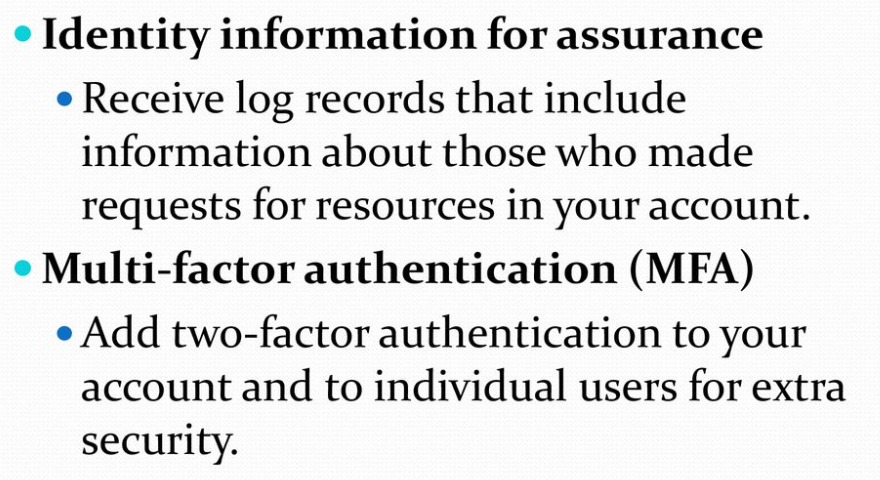 • Identity information for assurance
• Receive log records that include
information about those who made
requests for resources in your account.
• Multi-factor authentication (MFA)
• Add two-factor authentication to your
account and to individual users for extra
security.